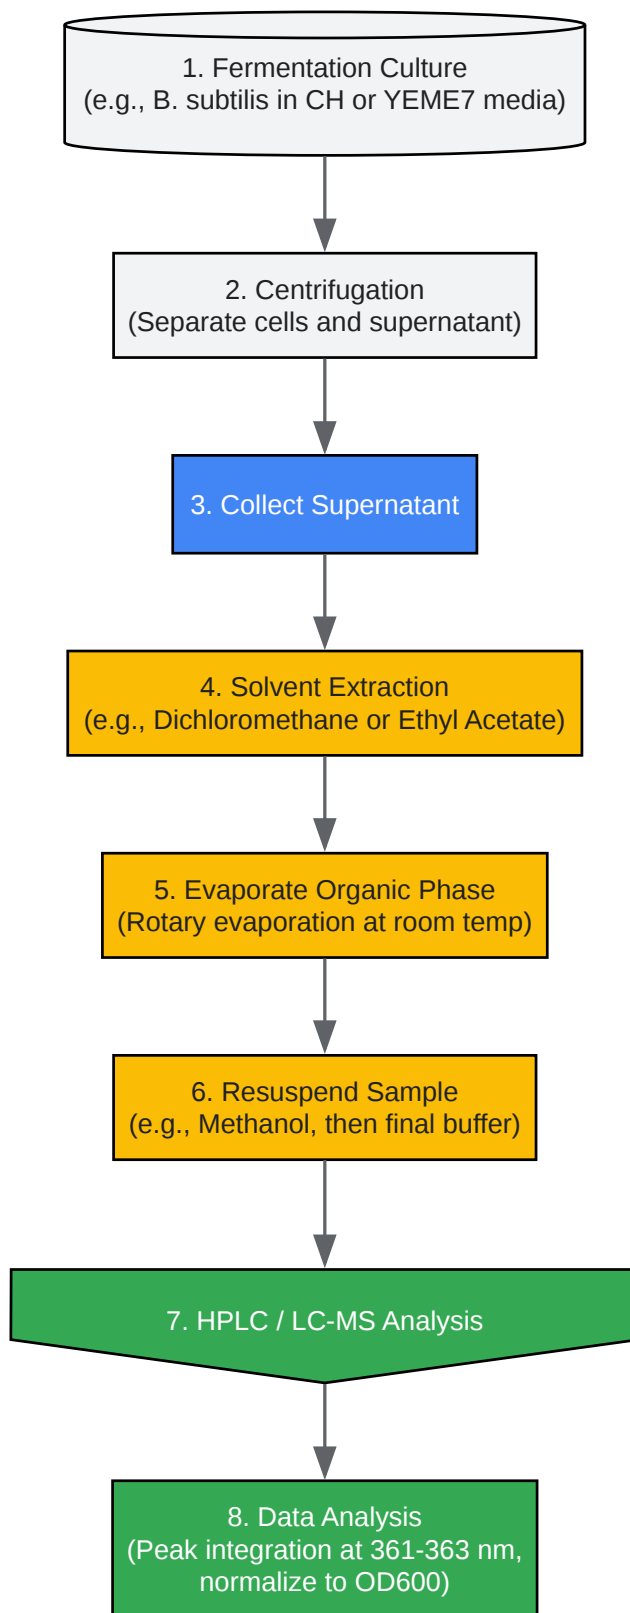 1. Fermentation Culture
(e.g., B. subtilis in CH or YEME7 media)
2. Centrifugation
(Separate cells and supernatant)
3. Collect Supernatant
4. Solvent Extraction
(e.g., Dichloromethane or Ethyl Acetate)
5. Evaporate Organic Phase
(Rotary evaporation at room temp)
6. Resuspend Sample
(e.g., Methanol, then final buffer)
7. HPLC / LC-MS Analysis
8. Data Analysis
(Peak integration at 361-363 nm,
normalize to OD600)